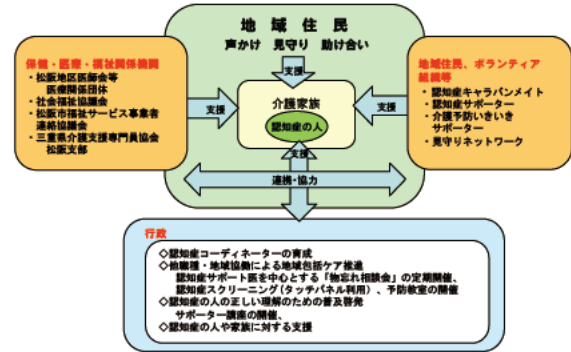 地域住民
声かけ 見守り 助け合い
支援
保健・医療・福祉関係機関
・松阪地区医師会等
医療関係団体
・社会福祉協議会
・松阪市福祉サービス事業者
連絡協議会
・三重県介護支援専門員協会
松阪支部
支援
介護家族
認知症の人
支援
地域住民、ボランティア
組織等
・認知症キャラバンメイト
・認知症サポーター
・介護予防いきいき
サポーター
・見守りネットワーク
支援
連携・協力
行政
◇認知症コーディネーターの育成
◇他職種・地域協働による地域包括ケア推進
認知症サポート医を中心とする「物忘れ相談会」の定期開催、
認知症スクリーニング(タッチパネル利用)、予防教室の開催
◇認知症の人の正しい理解のための普及啓発
サポーター講座の開催、
◇認知症の人や家族に対する支援